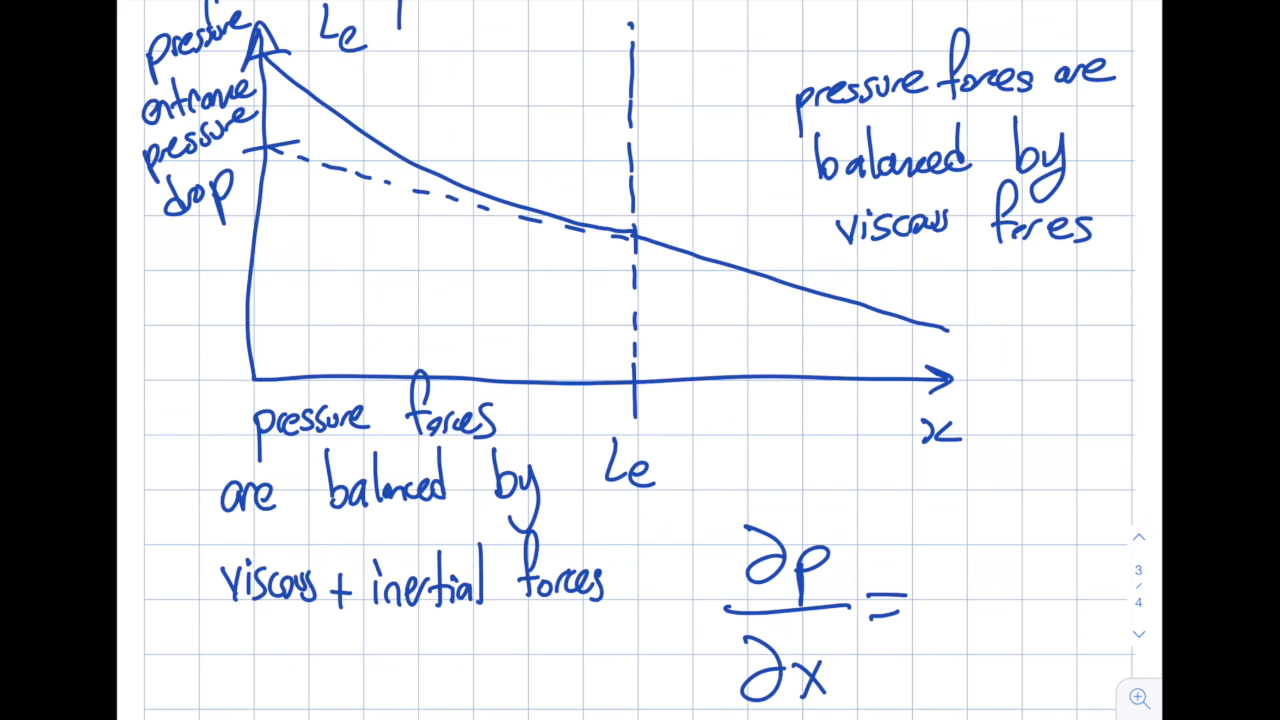 pressure
Le
entrance
pressure
drop
pressure forces are
balanced by
viscous forces
x
Le
pressure forces
are balanced by
viscous + inertial forces
∂p
∂x
=
3
/
4